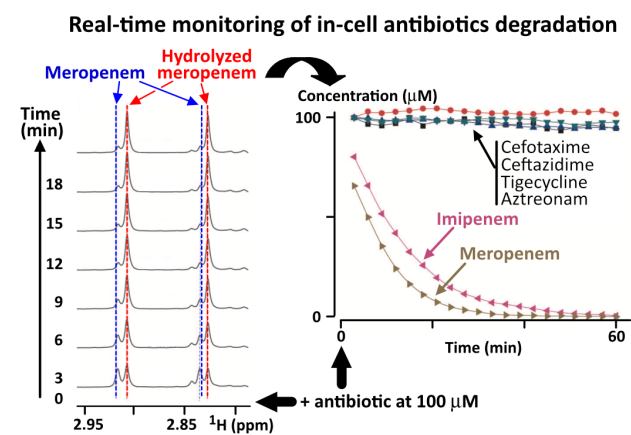 Real-time monitoring of in-cell antibiotics degradation
Hydrolyzed
Meropenem
meropenem
Time
(min)
18
15
12
9
6
3
0
2.95
2.85
¹H (ppm)
+ antibiotic at 100 µM
Concentration (µM)
100
0
Cefotaxime
Ceftazidime
Tigecycline
Aztreonam
Imipenem
Meropenem
0
60
Time (min)